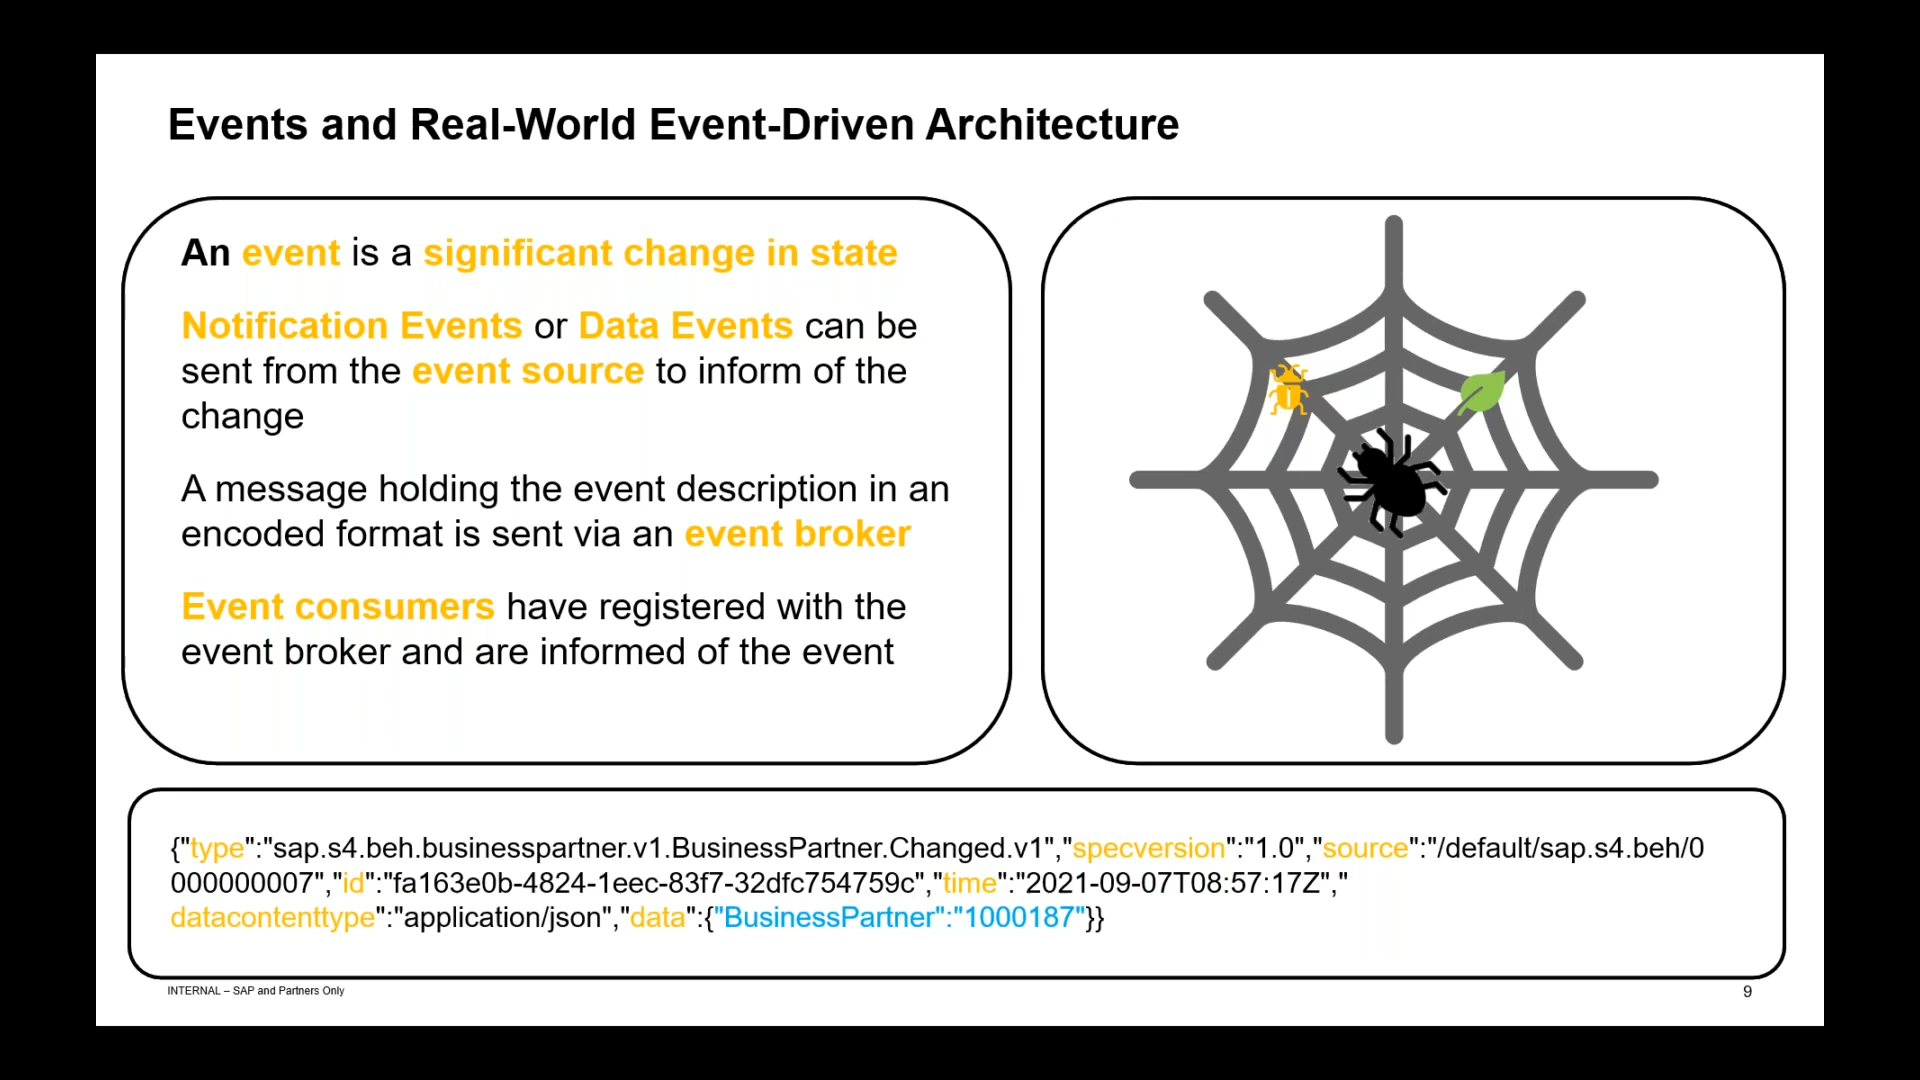 Events and Real-World Event-Driven Architecture
An event is a significant change in state
Notification Events or Data Events can be
sent from the event source to inform of the
change
A message holding the event description in an
encoded format is sent via an event broker
Event consumers have registered with the
event broker and are informed of the event
{"type":"sap.s4.beh.businesspartner.v1.BusinessPartner.Changed.v1","specversion":"1.0","source":"/default/sap.s4.beh/0
000000007","id":"fa163e0b-4824-1eec-83f7-32dfc754759c","time":"2021-09-07T08:57:17Z","
datacontenttype":"application/json","data":{"BusinessPartner":"1000187"}}
INTERNAL – SAP and Partners Only
9